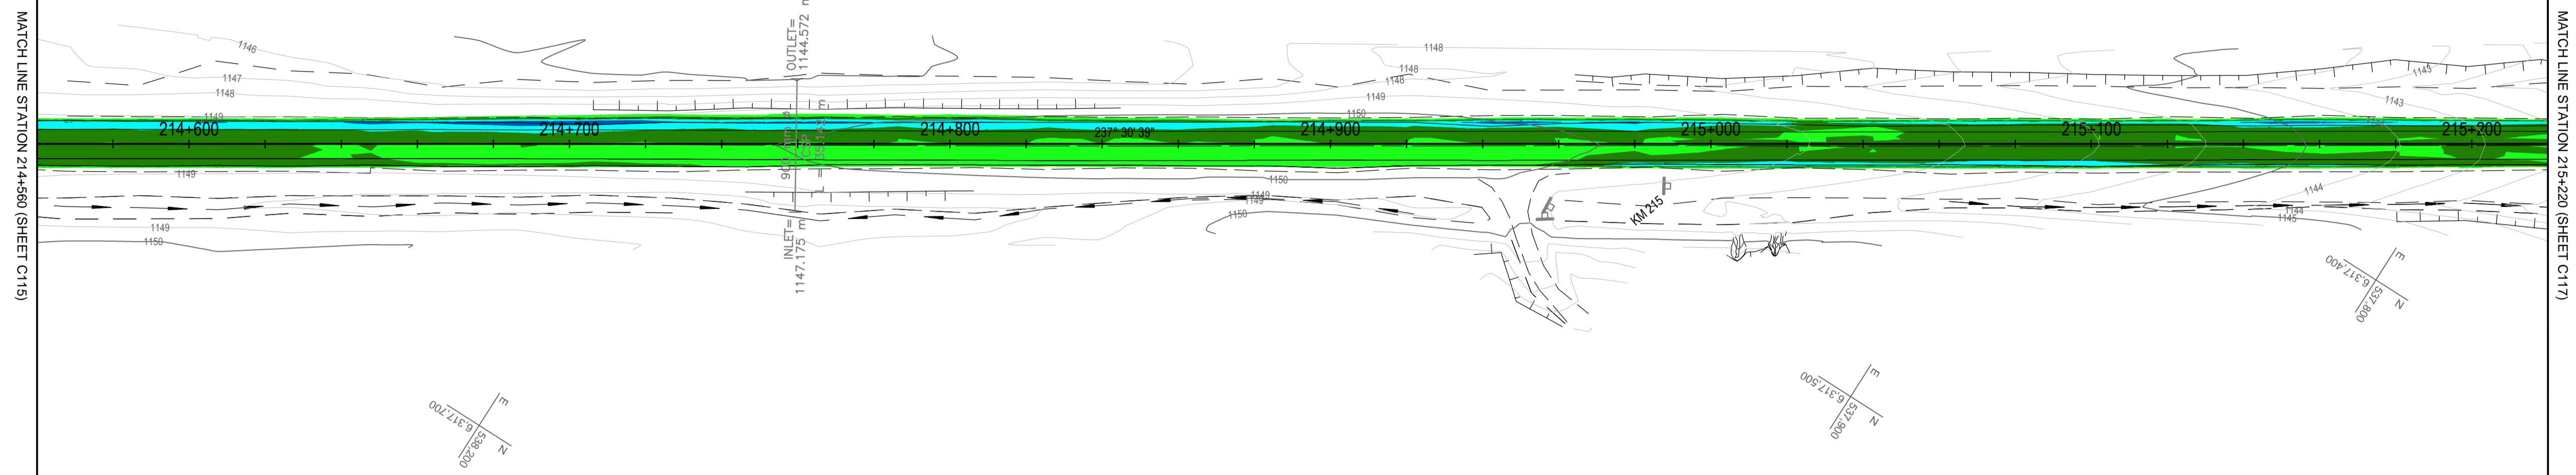 MATCH LINE STATION 214+560 (SHEET C115)
1146
1147
1148
1149
OUTLET=
1144.572 m
1148
1148
1148
1149
1150
1143
1143
214+600
214+700
214+800
237° 30' 39"
214+900
215+000
215+100
215+200
CSP
1149
1150
1149
1149
1150
KM 215
1144
1144
1145
1149
1150
INLET=
1147.175 m
6,317,700
538,200
E
N
6,317,500
537,900
E
N
6,317,400
537,800
E
N
MATCH LINE STATION 215+220 (SHEET C117)